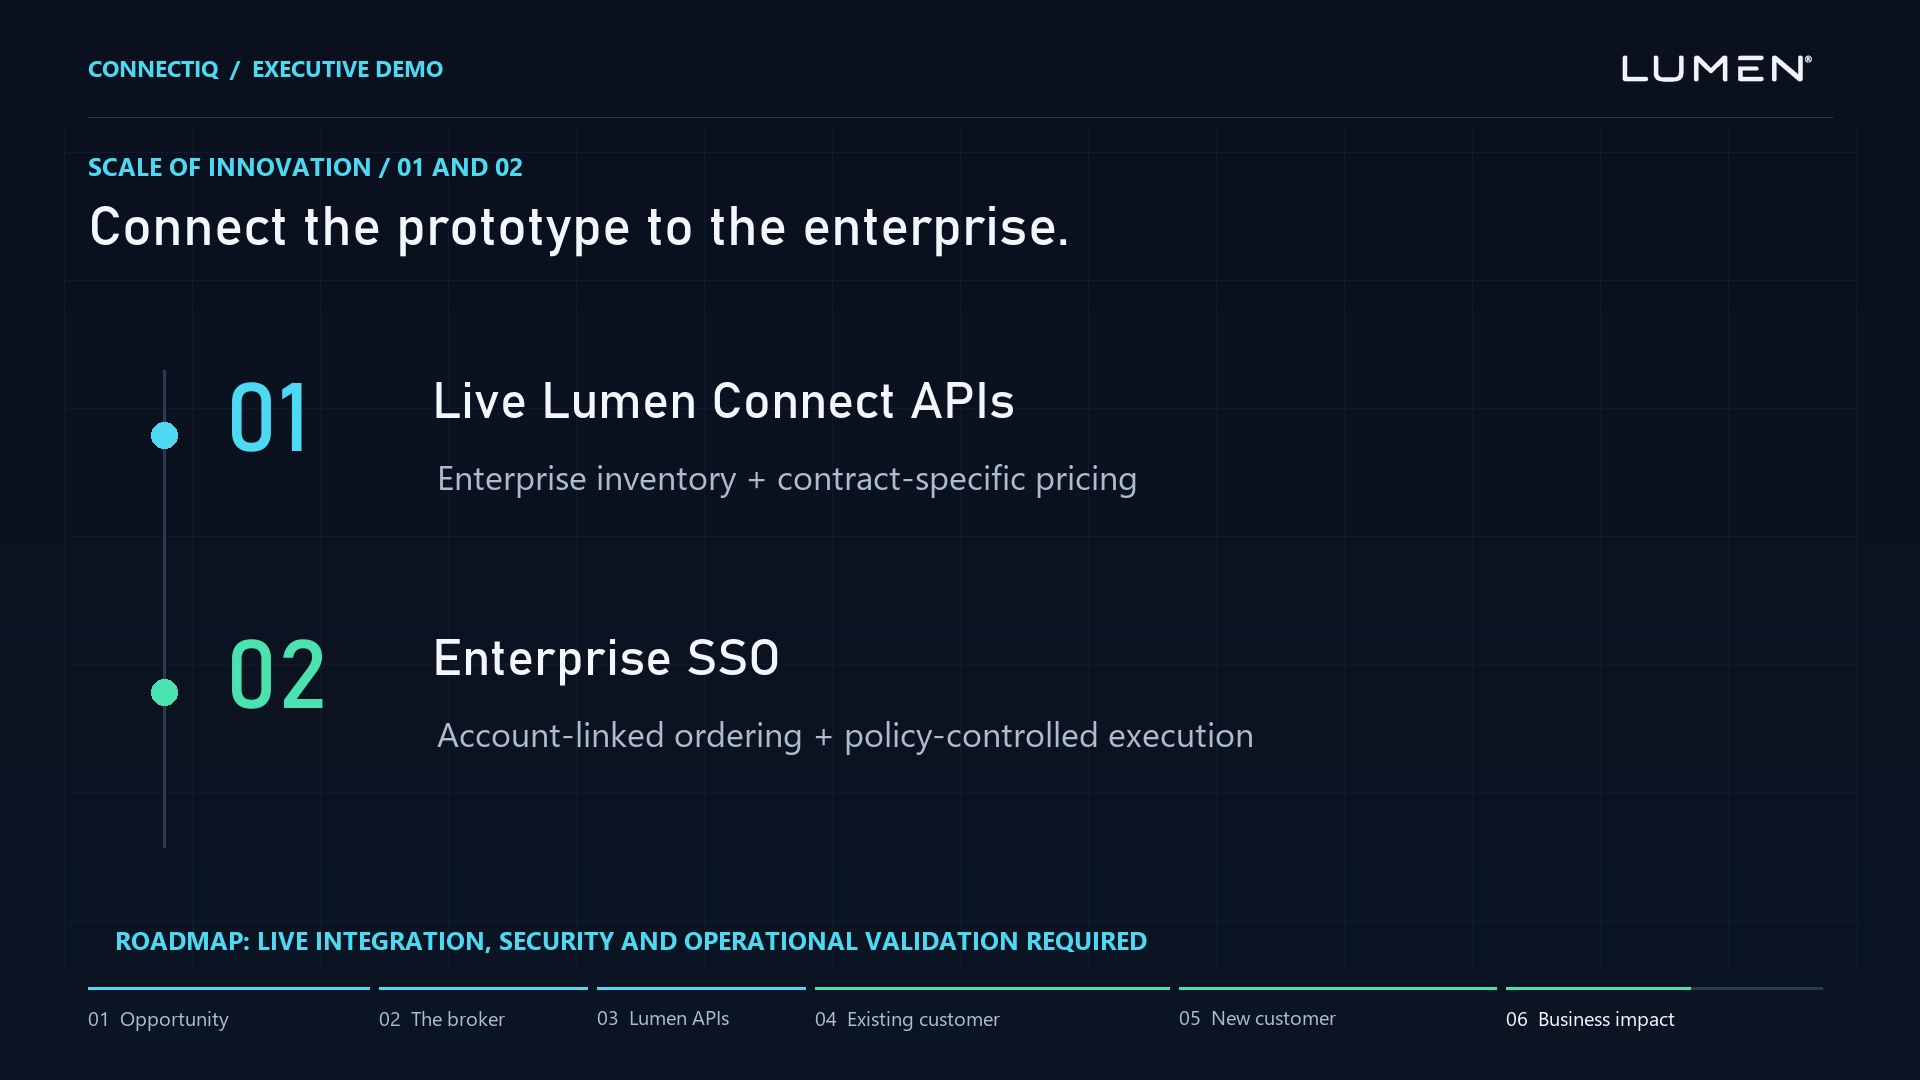 CONNECTIQ / EXECUTIVE DEMO
LUMEN®
SCALE OF INNOVATION / 01 AND 02
Connect the prototype to the enterprise.
01
Live Lumen Connect APIs
Enterprise inventory + contract-specific pricing
02
Enterprise SSO
Account-linked ordering + policy-controlled execution
ROADMAP: LIVE INTEGRATION, SECURITY AND OPERATIONAL VALIDATION REQUIRED
01 Opportunity
02 The broker
03 Lumen APIs
04 Existing customer
05 New customer
06 Business impact